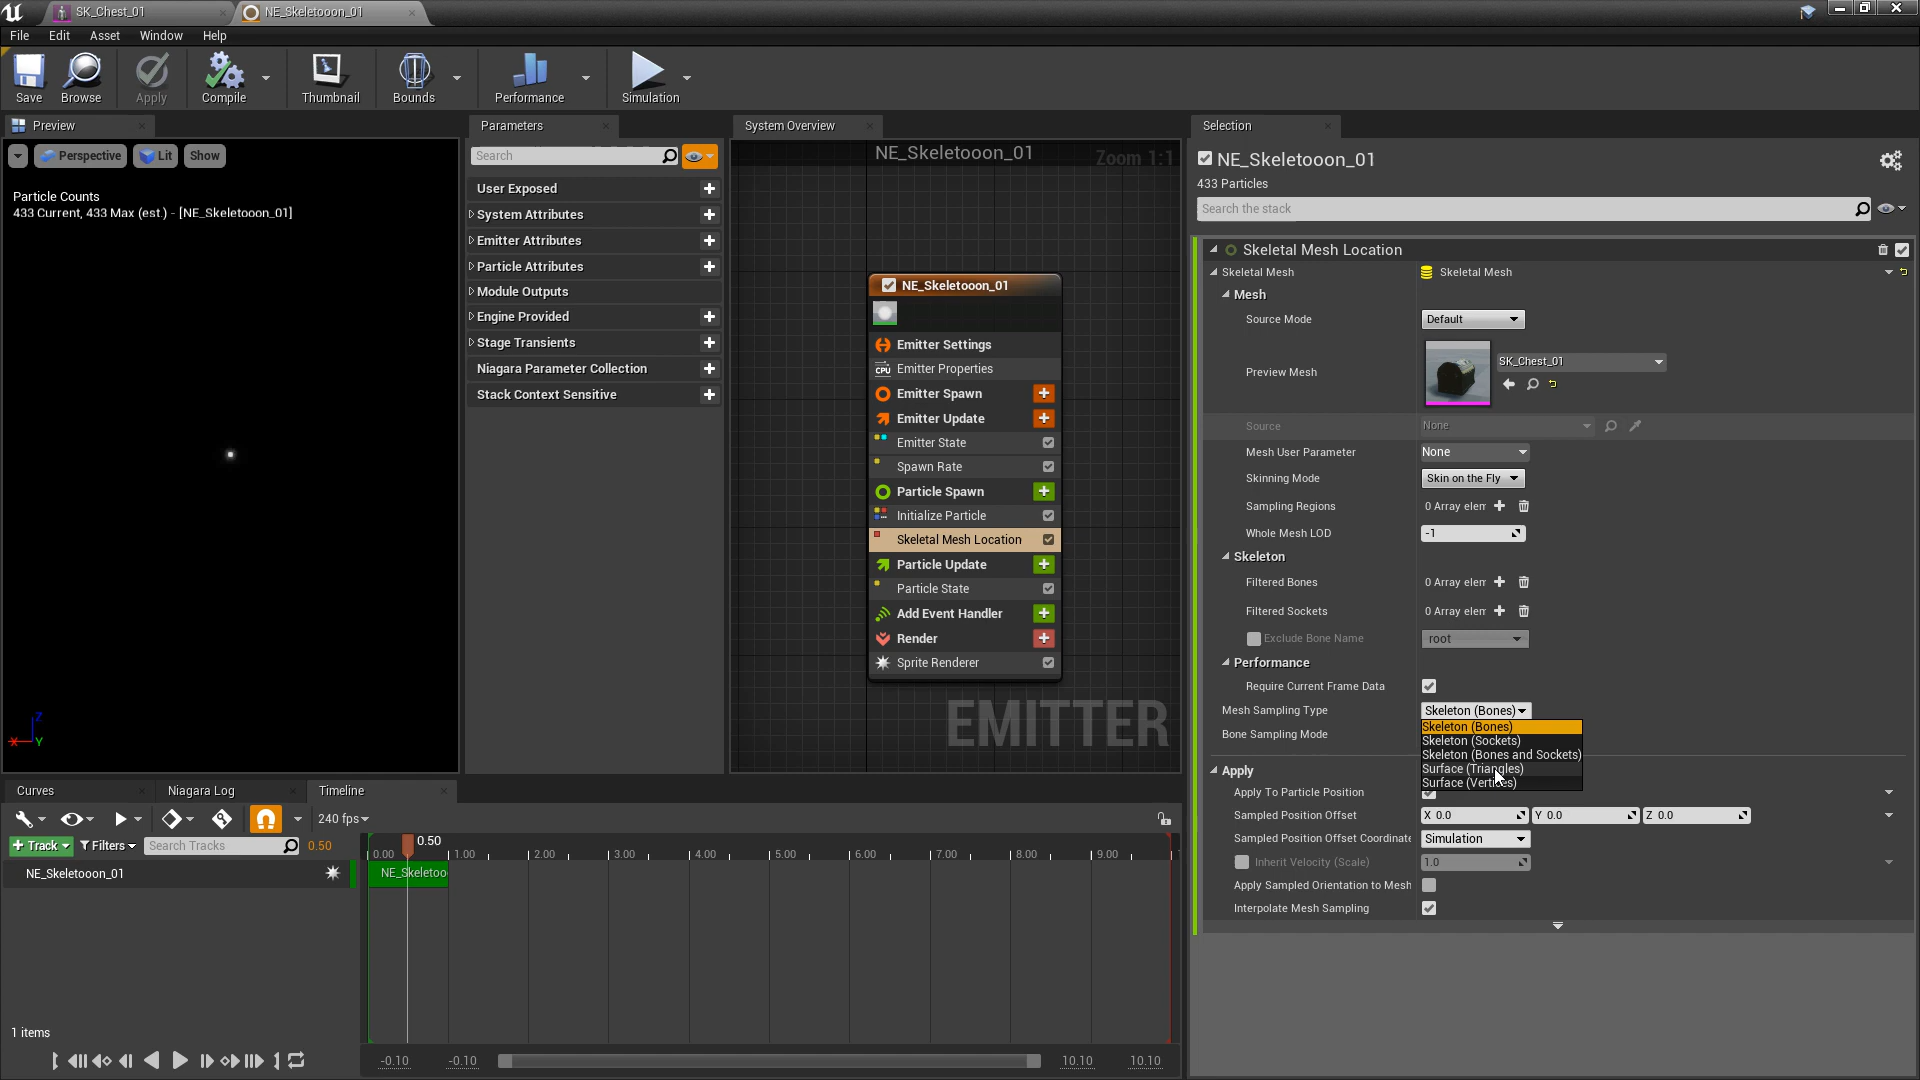 SK_Chest_01
NE_Skeletooon_01
File Edit Asset Window Help
Save Browse Apply Compile Thumbnail Bounds Performance Simulation
Preview
Perspective Lit Show
Particle Counts
433 Current, 433 Max (est.) - [NE_Skeletooon_01]
Z
X Y
Parameters
Search
User Exposed
System Attributes
Emitter Attributes
Particle Attributes
Module Outputs
Engine Provided
Stage Transients
Niagara Parameter Collection
Stack Context Sensitive
System Overview
NE_Skeletooon_01
Zoom 1:1
NE_Skeletooon_01
Emitter Settings
CPU Emitter Properties
Emitter Spawn
Emitter Update
Emitter State
Spawn Rate
Particle Spawn
Initialize Particle
Skeletal Mesh Location
Particle Update
Particle State
Add Event Handler
Render
Sprite Renderer
EMITTER
Selection
NE_Skeletooon_01
433 Particles
Search the stack
Skeletal Mesh Location
Skeletal Mesh Skeletal Mesh
Mesh
Source Mode Default
Preview Mesh SK_Chest_01
Source None
Mesh User Parameter None
Skinning Mode Skin on the Fly
Sampling Regions 0 Array elem
Whole Mesh LOD -1
Skeleton
Filtered Bones 0 Array elem
Filtered Sockets 0 Array elem
Exclude Bone Name root
Performance
Require Current Frame Data
Mesh Sampling Type Skeleton (Bones)
Skeleton (Bones)
Bone Sampling Mode
Skeleton (Sockets)
Skeleton (Bones and Sockets)
Surface (Triangles)
Surface (Vertices)
Apply
Apply To Particle Position
Sampled Position Offset X 0.0 Y 0.0 Z 0.0
Sampled Position Offset Coordinate Simulation
Inherit Velocity (Scale) 1.0
Apply Sampled Orientation to Mesh
Interpolate Mesh Sampling
Curves Niagara Log Timeline
240 fps
Track Filters Search Tracks 0.50
0.50
0.00 1.00 2.00 3.00 4.00 5.00 6.00 7.00 8.00 9.00 1
NE_Skeletooon_01
NE_Skeletoo
1 items
-0.10 -0.10 10.10 10.10